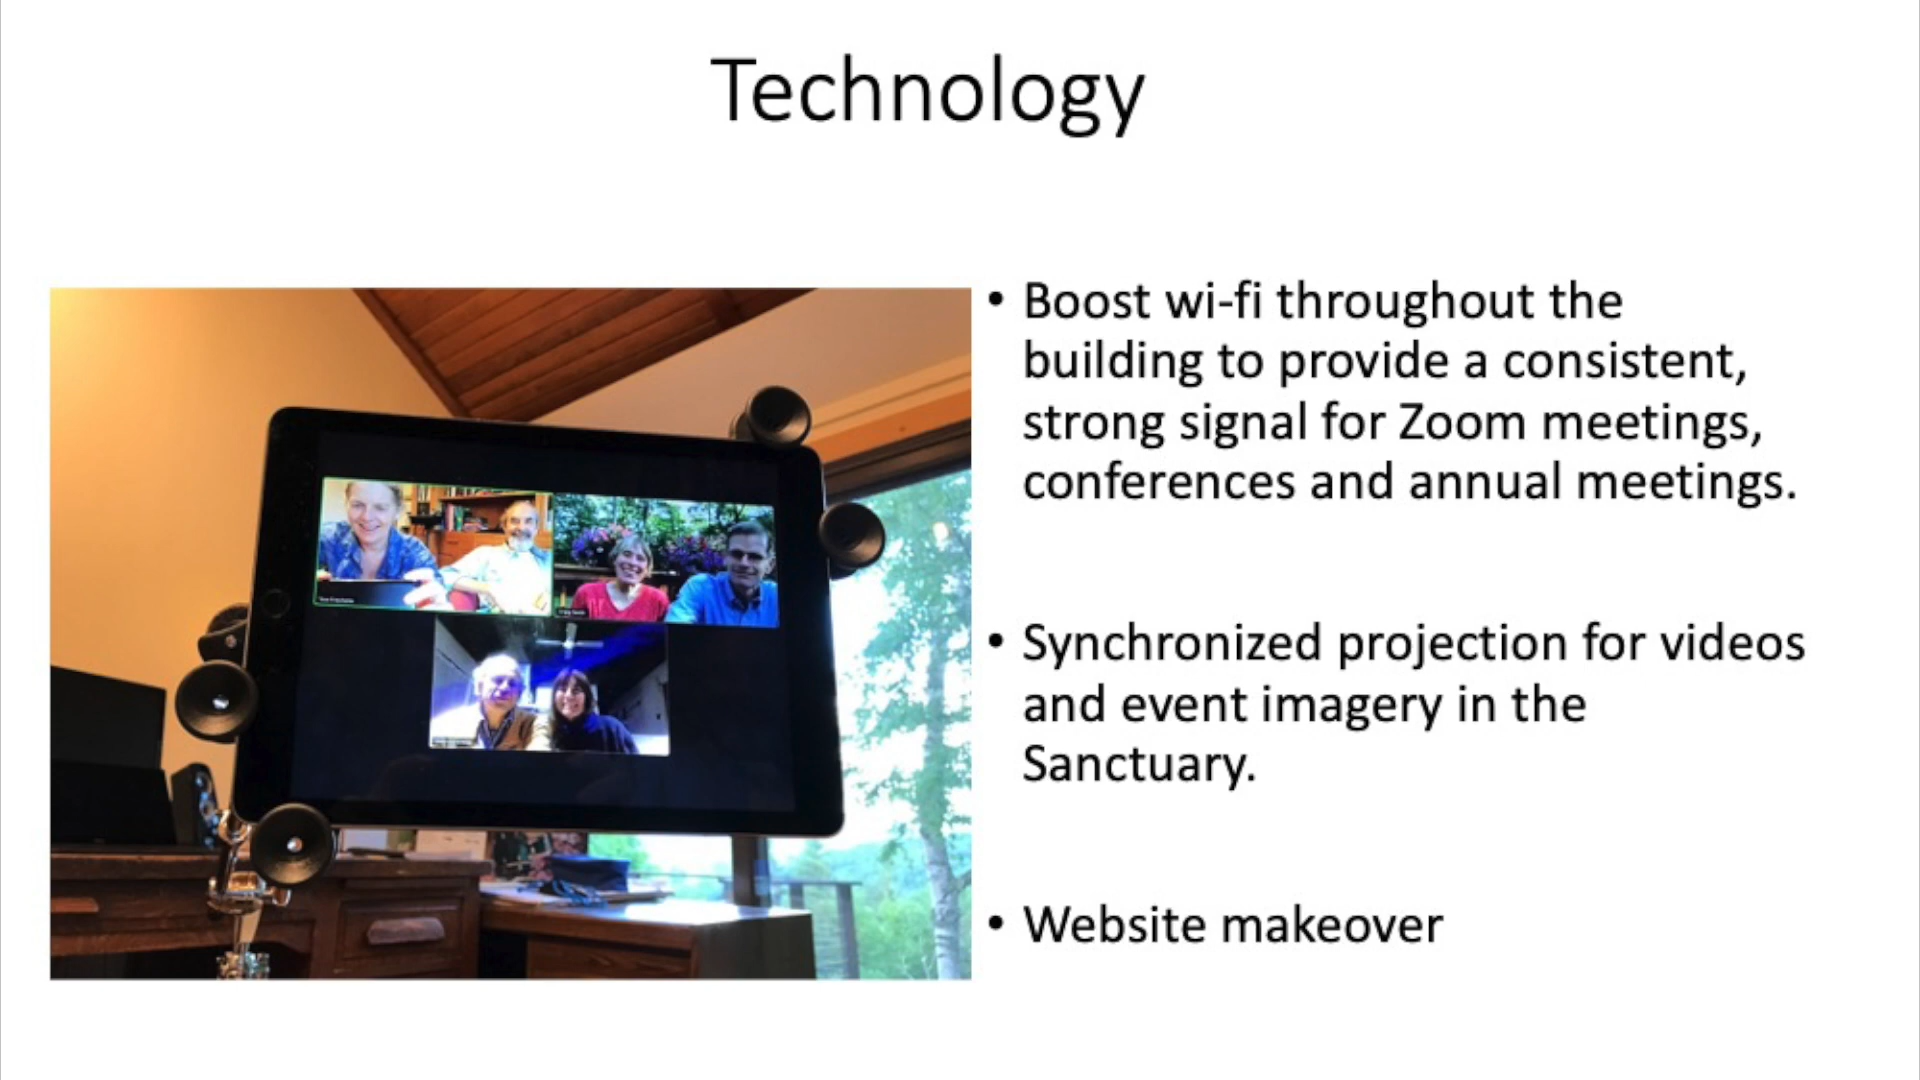 Technology
• Boost wi-fi throughout the
building to provide a consistent,
strong signal for Zoom meetings,
conferences and annual meetings.
• Synchronized projection for videos
and event imagery in the
Sanctuary.
• Website makeover